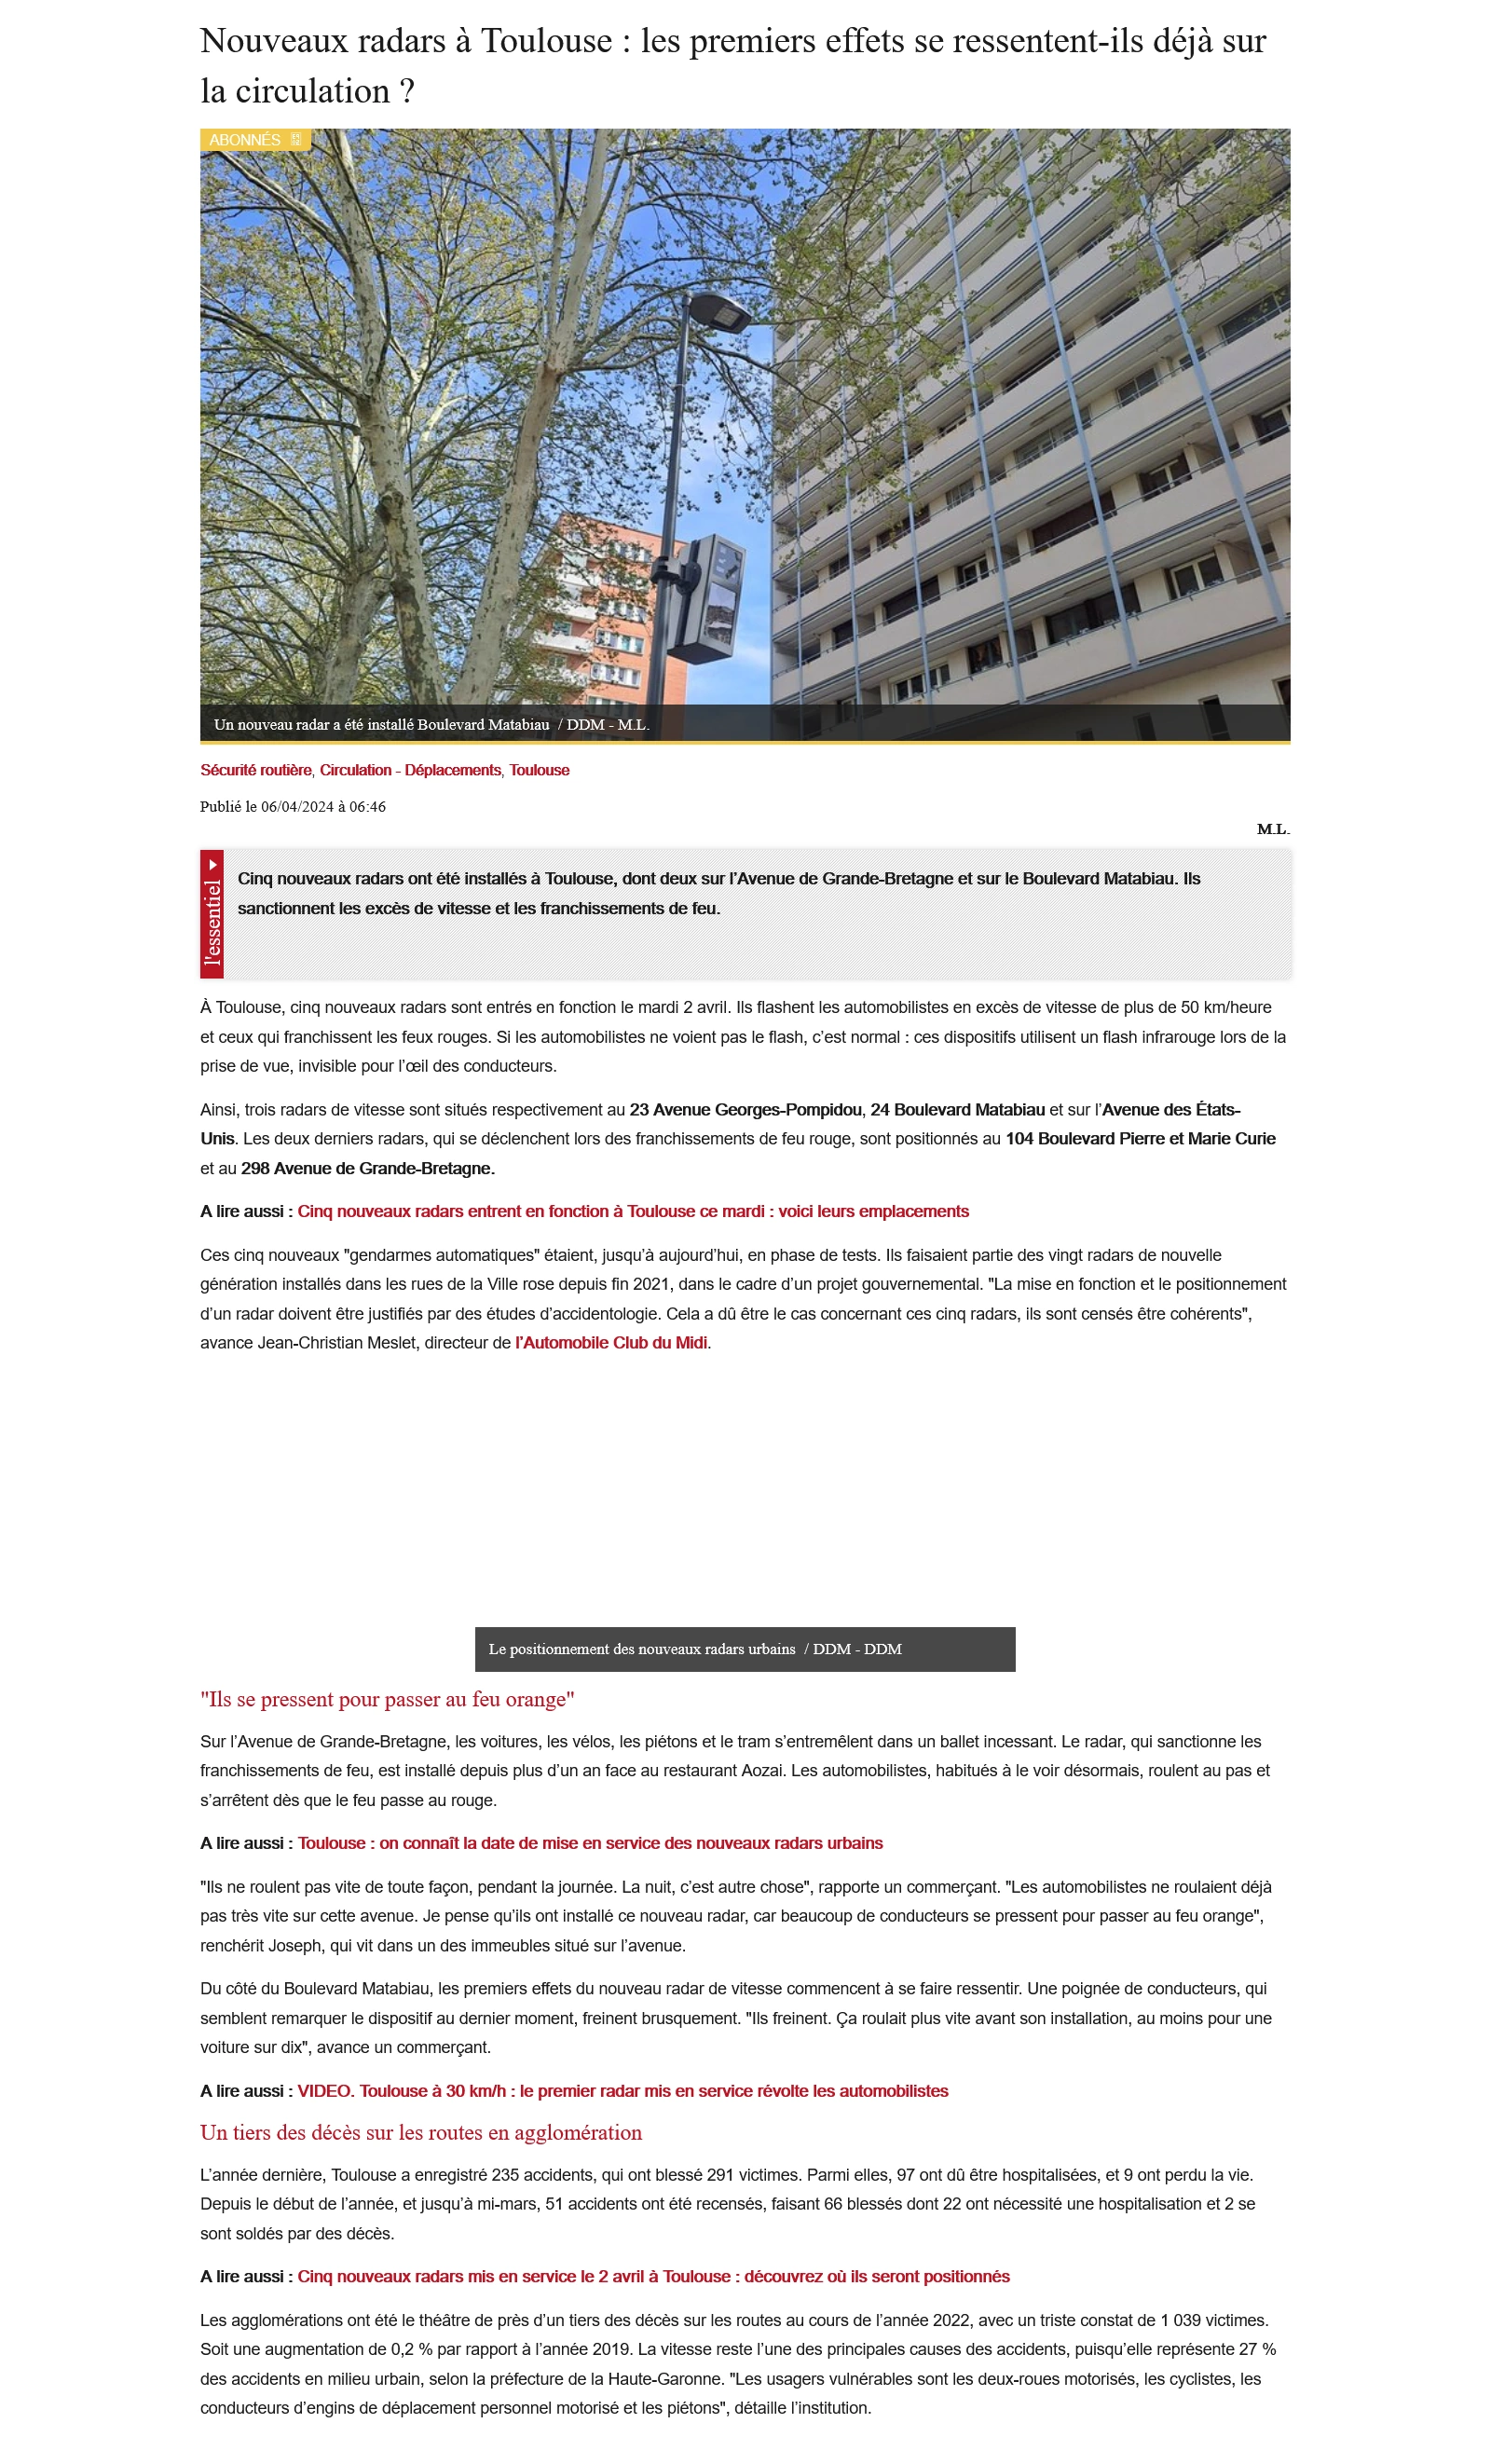 Nouveaux radars à Toulouse : les premiers effets se ressentent-ils déjà sur
la circulation ?
ABONNÉS
Un nouveau radar a été installé Boulevard Matabiau / DDM - M.L.
Sécurité routière, Circulation - Déplacements, Toulouse
Publié le 06/04/2024 à 06:46
M.L.
l'essentiel
Cinq nouveaux radars ont été installés à Toulouse, dont deux sur l’Avenue de Grande-Bretagne et sur le Boulevard Matabiau. Ils
sanctionnent les excès de vitesse et les franchissements de feu.
À Toulouse, cinq nouveaux radars sont entrés en fonction le mardi 2 avril. Ils flashent les automobilistes en excès de vitesse de plus de 50 km/heure
et ceux qui franchissent les feux rouges. Si les automobilistes ne voient pas le flash, c’est normal : ces dispositifs utilisent un flash infrarouge lors de la
prise de vue, invisible pour l’œil des conducteurs.
Ainsi, trois radars de vitesse sont situés respectivement au 23 Avenue Georges-Pompidou, 24 Boulevard Matabiau et sur l’Avenue des États-
Unis. Les deux derniers radars, qui se déclenchent lors des franchissements de feu rouge, sont positionnés au 104 Boulevard Pierre et Marie Curie
et au 298 Avenue de Grande-Bretagne.
A lire aussi : Cinq nouveaux radars entrent en fonction à Toulouse ce mardi : voici leurs emplacements
Ces cinq nouveaux "gendarmes automatiques" étaient, jusqu’à aujourd’hui, en phase de tests. Ils faisaient partie des vingt radars de nouvelle
génération installés dans les rues de la Ville rose depuis fin 2021, dans le cadre d’un projet gouvernemental. "La mise en fonction et le positionnement
d’un radar doivent être justifiés par des études d’accidentologie. Cela a dû être le cas concernant ces cinq radars, ils sont censés être cohérents",
avance Jean-Christian Meslet, directeur de l’Automobile Club du Midi.
Le positionnement des nouveaux radars urbains / DDM - DDM
"Ils se pressent pour passer au feu orange"
Sur l’Avenue de Grande-Bretagne, les voitures, les vélos, les piétons et le tram s’entremêlent dans un ballet incessant. Le radar, qui sanctionne les
franchissements de feu, est installé depuis plus d’un an face au restaurant Aozai. Les automobilistes, habitués à le voir désormais, roulent au pas et
s’arrêtent dès que le feu passe au rouge.
A lire aussi : Toulouse : on connaît la date de mise en service des nouveaux radars urbains
"Ils ne roulent pas vite de toute façon, pendant la journée. La nuit, c’est autre chose", rapporte un commerçant. "Les automobilistes ne roulaient déjà
pas très vite sur cette avenue. Je pense qu’ils ont installé ce nouveau radar, car beaucoup de conducteurs se pressent pour passer au feu orange",
renchérit Joseph, qui vit dans un des immeubles situé sur l’avenue.
Du côté du Boulevard Matabiau, les premiers effets du nouveau radar de vitesse commencent à se faire ressentir. Une poignée de conducteurs, qui
semblent remarquer le dispositif au dernier moment, freinent brusquement. "Ils freinent. Ça roulait plus vite avant son installation, au moins pour une
voiture sur dix", avance un commerçant.
A lire aussi : VIDEO. Toulouse à 30 km/h : le premier radar mis en service révolte les automobilistes
Un tiers des décès sur les routes en agglomération
L’année dernière, Toulouse a enregistré 235 accidents, qui ont blessé 291 victimes. Parmi elles, 97 ont dû être hospitalisées, et 9 ont perdu la vie.
Depuis le début de l’année, et jusqu’à mi-mars, 51 accidents ont été recensés, faisant 66 blessés dont 22 ont nécessité une hospitalisation et 2 se
sont soldés par des décès.
A lire aussi : Cinq nouveaux radars mis en service le 2 avril à Toulouse : découvrez où ils seront positionnés
Les agglomérations ont été le théâtre de près d’un tiers des décès sur les routes au cours de l’année 2022, avec un triste constat de 1 039 victimes.
Soit une augmentation de 0,2 % par rapport à l’année 2019. La vitesse reste l’une des principales causes des accidents, puisqu’elle représente 27 %
des accidents en milieu urbain, selon la préfecture de la Haute-Garonne. "Les usagers vulnérables sont les deux-roues motorisés, les cyclistes, les
conducteurs d’engins de déplacement personnel motorisé et les piétons", détaille l’institution.